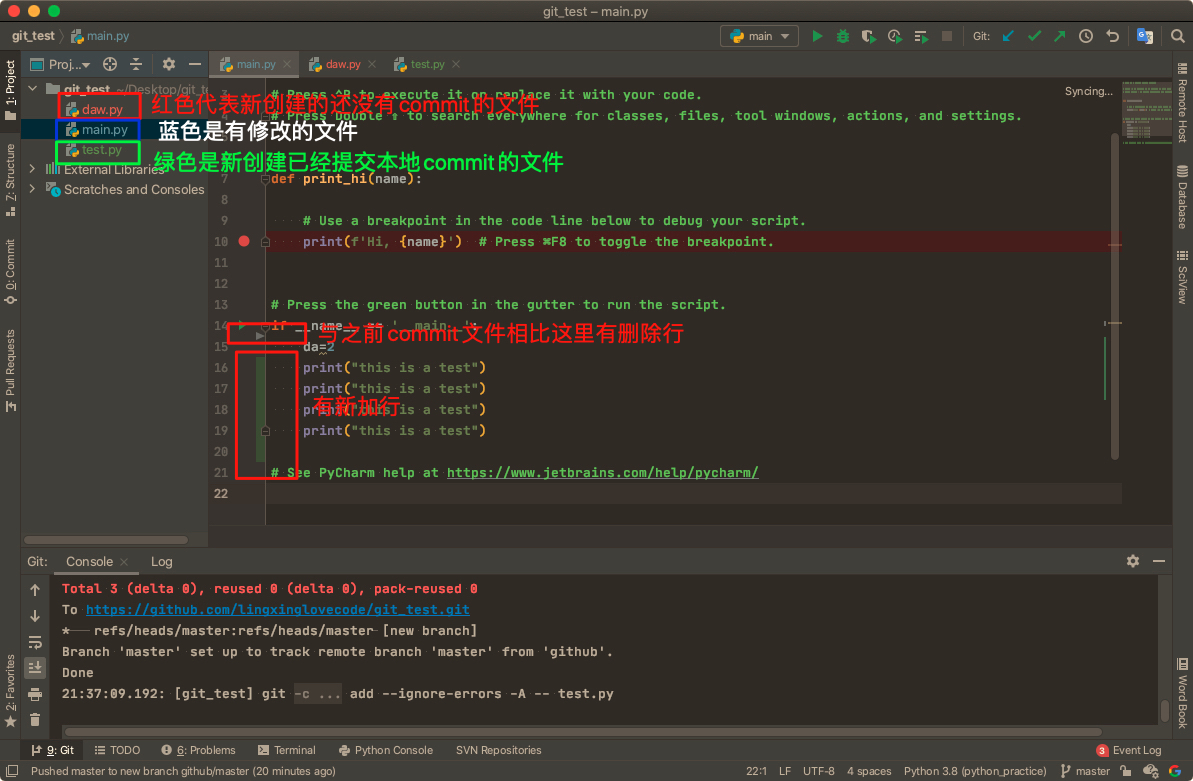 git_test – main.py
git_test main.py
main
Git:
1: Project
Proj...
main.py
daw.py
test.py
git_test ~/Desktop/git_te
daw.py
main.py
test.py
External Libraries
Scratches and Consoles
红色代表新创建的还没有commit的文件
蓝色是有修改的文件
绿色是新创建已经提交本地commit的文件
Syncing...
# Press ⌃R to execute it or replace it with your code.
# Press Double ⇧ to search everywhere for classes, files, tool windows, actions, and settings.
7 def print_hi(name):
8
9 # Use a breakpoint in the code line below to debug your script.
10 print(f'Hi, {name}') # Press ⌘F8 to toggle the breakpoint.
11
12
13 # Press the green button in the gutter to run the script.
14 if __name__ == '__main__':
与之前commit文件相比这里有删除行
15 da=2
16 print("this is a test")
17 print("this is a test")
18 print("this is a test")
有新加行
19 print("this is a test")
20
21 # See PyCharm help at https://www.jetbrains.com/help/pycharm/
22
Z: Structure
0: Commit
Pull Requests
2: Favorites
Remote Host
Database
SciView
Word Book
Git: Console Log
Total 3 (delta 0), reused 0 (delta 0), pack-reused 0
To https://github.com/lingxinglovecode/git_test.git
* refs/heads/master:refs/heads/master [new branch]
Branch 'master' set up to track remote branch 'master' from 'github'.
Done
21:37:09.192: [git_test] git -c ... add --ignore-errors -A -- test.py
9: Git TODO 6: Problems Terminal Python Console SVN Repositories 3 Event Log
Pushed master to new branch github/master (20 minutes ago) 22:1 LF UTF-8 4 spaces Python 3.8 (python_practice) master